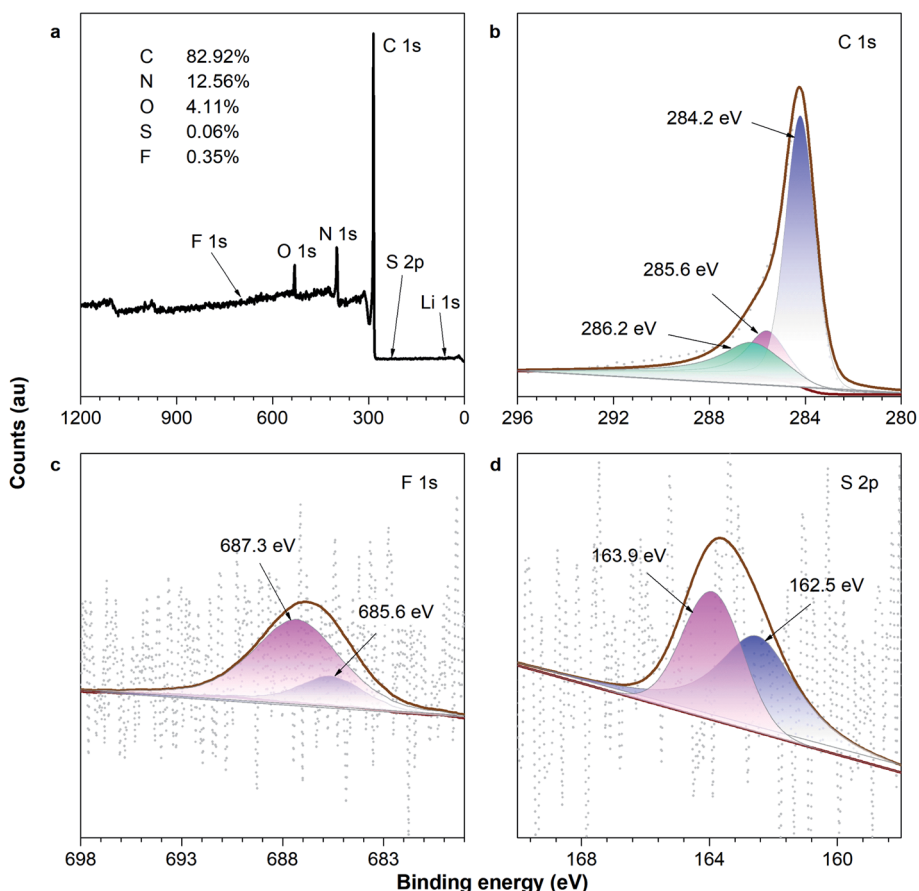 a
C 82.92%
N 12.56%
O 4.11%
S 0.06%
F 0.35%
C 1s
F 1s
O 1s
N 1s
S 2p
Li 1s
1200 900 600 300 0
b
C 1s
284.2 eV
285.6 eV
286.2 eV
296 292 288 284 280
Counts (au)
c
F 1s
687.3 eV
685.6 eV
698 693 688 683
d
S 2p
163.9 eV
162.5 eV
168 164 160
Binding energy (eV)